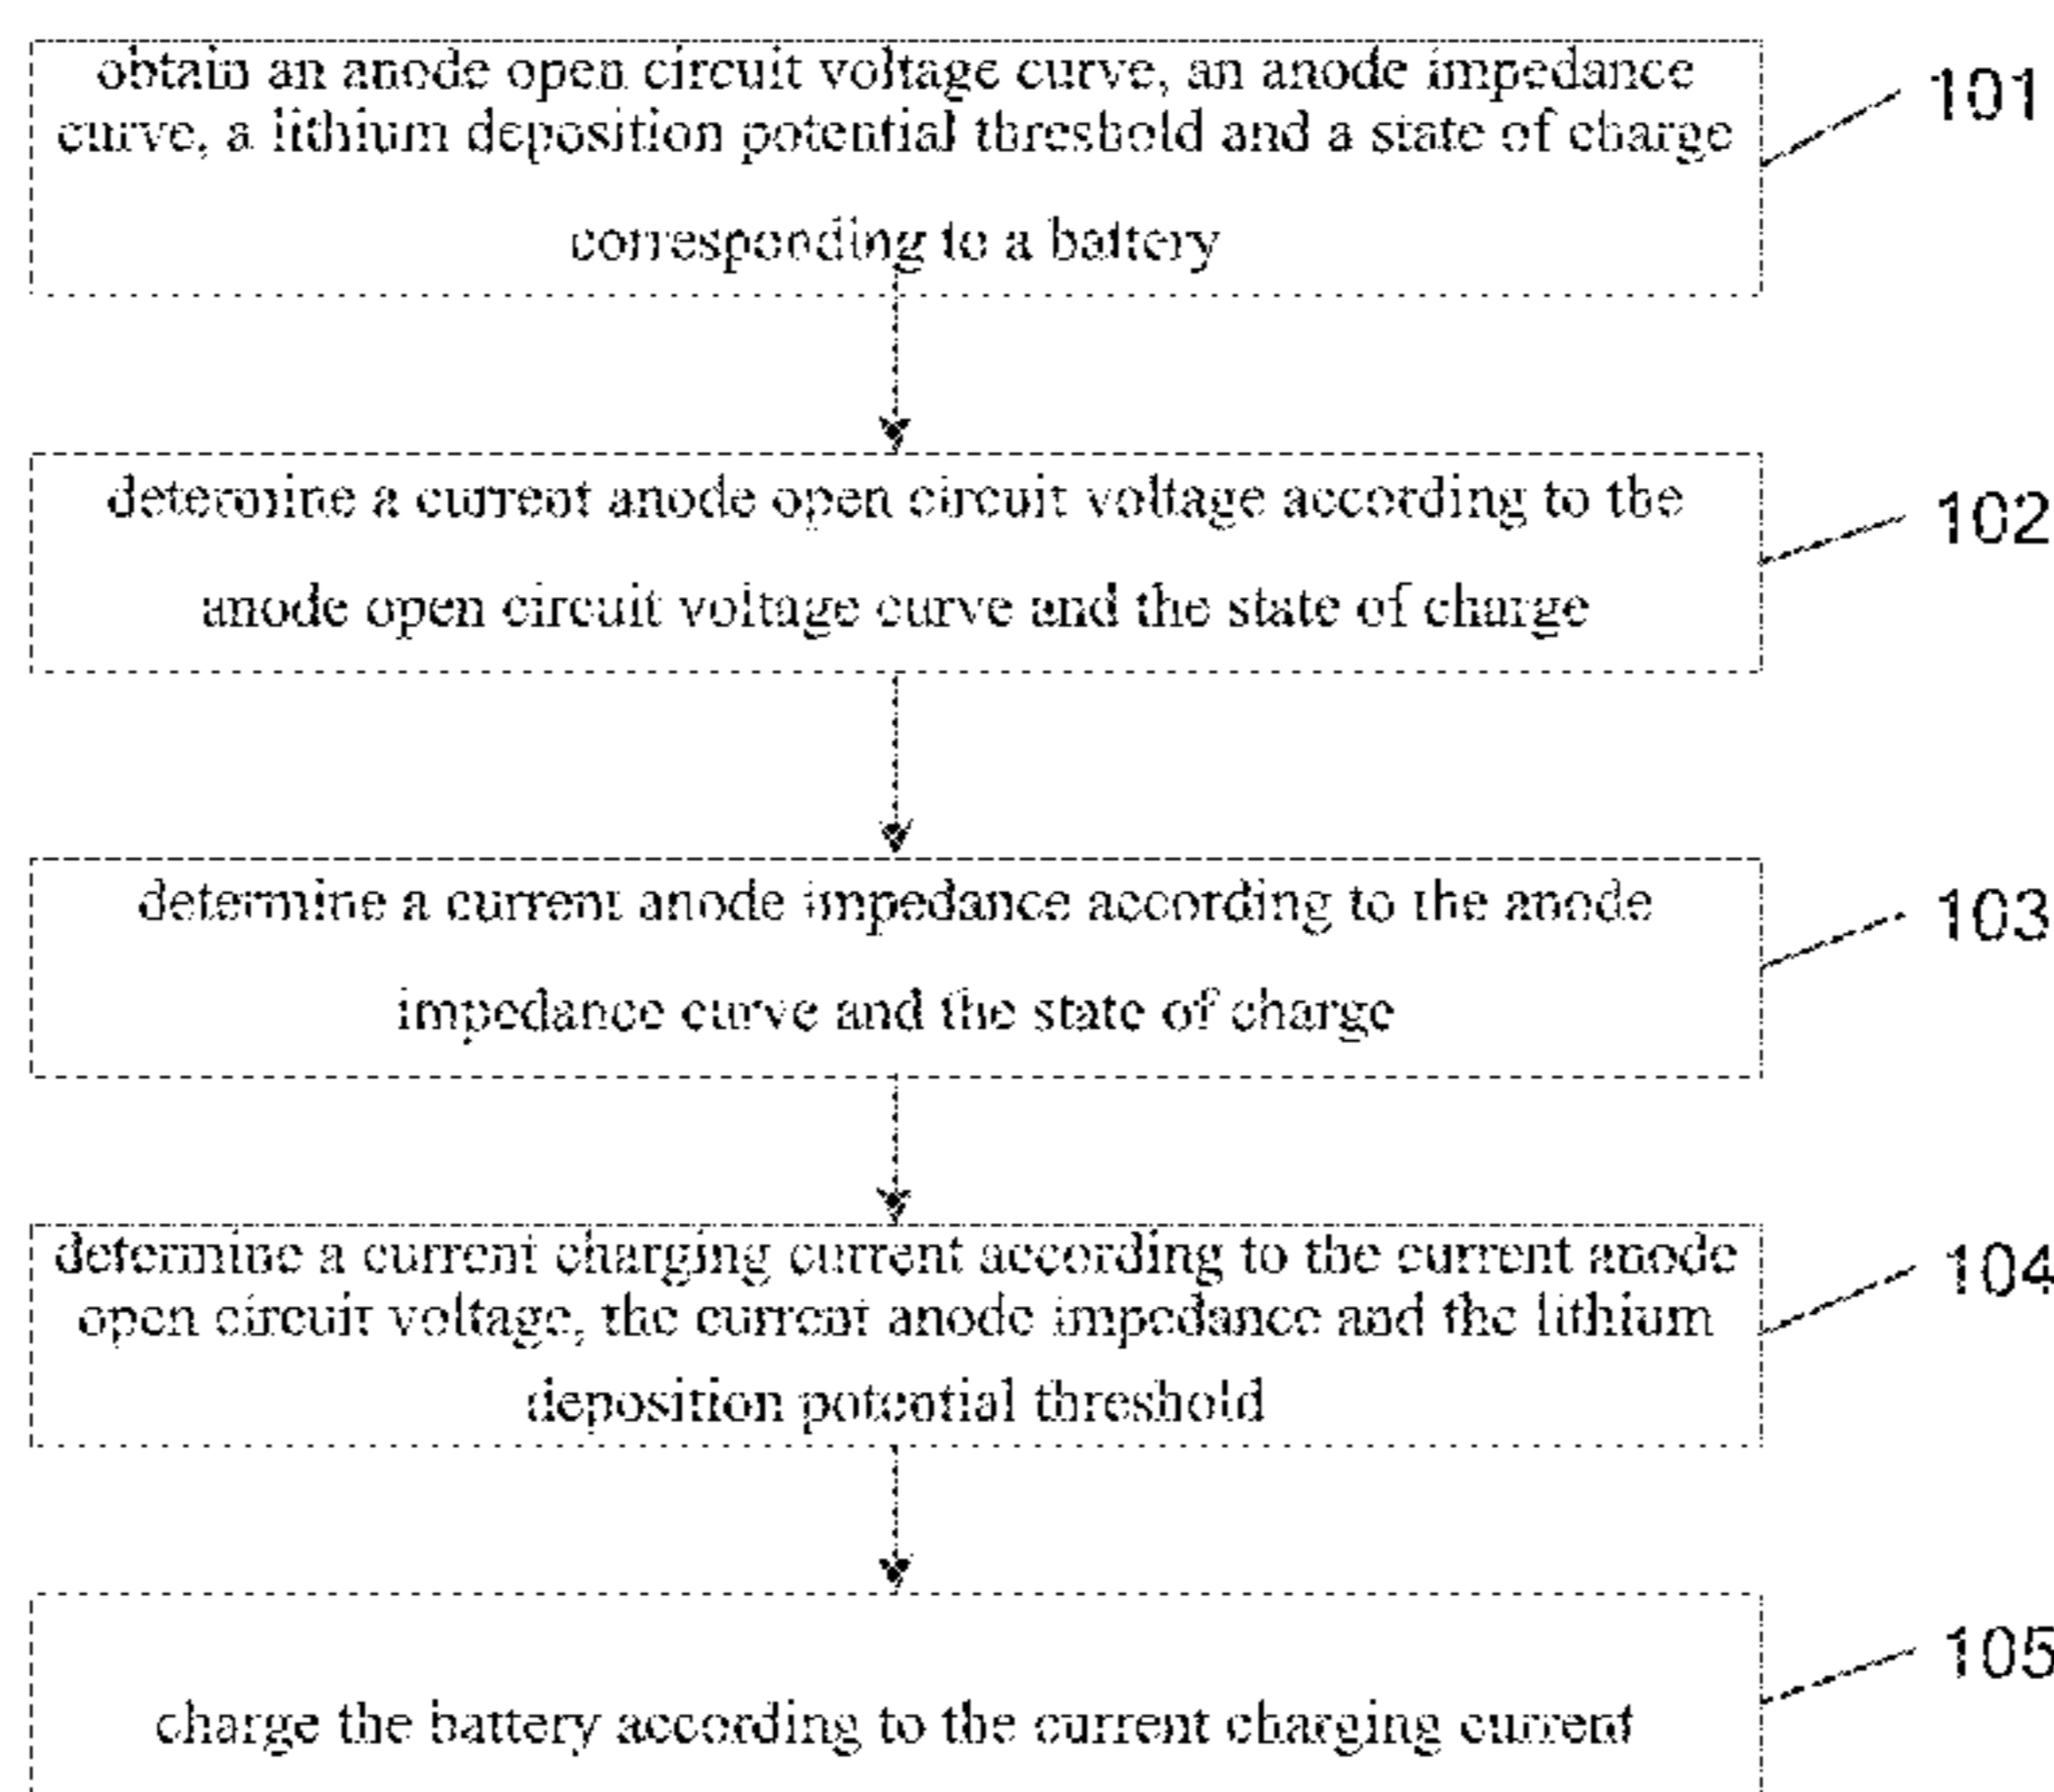 obtain an anode open circuit voltage curve, an anode impedance
curve, a lithium deposition potential threshold and a state of charge
corresponding to a battery
101
determine a current anode open circuit voltage according to the
anode open circuit voltage curve and the state of charge
102
determine a current anode impedance according to the anode
impedance curve and the state of charge
103
determine a current charging current according to the current anode
open circuit voltage, the current anode impedance and the lithium
deposition potential threshold
104
charge the battery according to the current charging current
105